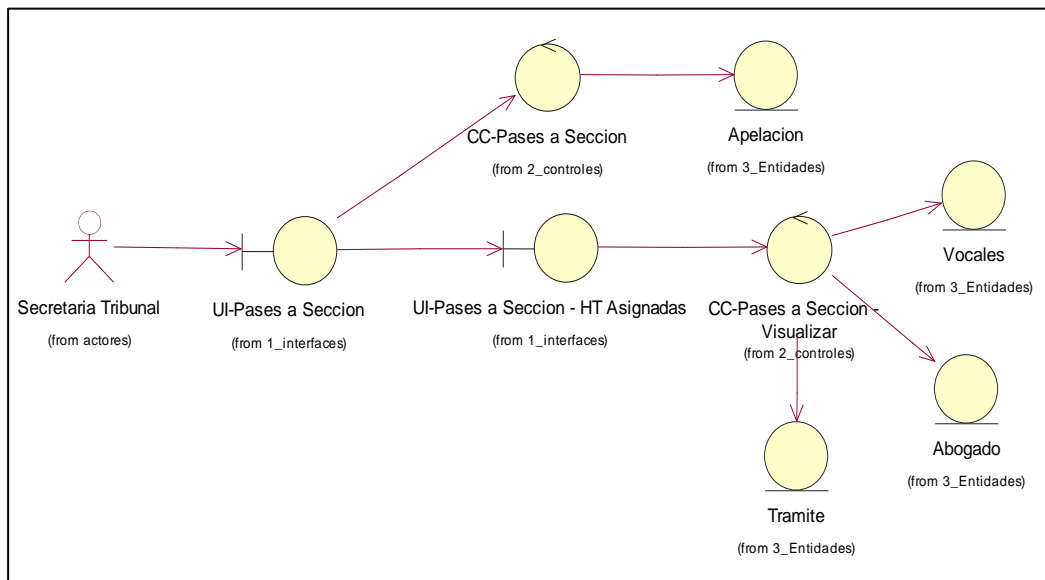 CC-Pases a Seccion
(from 2_controles)
Apelacion
(from 3_Entidades)
Vocales
(from 3_Entidades)
Secretaria Tribunal
(from actores)
UI-Pases a Seccion
(from 1_interfaces)
UI-Pases a Seccion - HT Asignadas
(from 1_interfaces)
CC-Pases a Seccion -
Visualizar
(from 2_controles)
Abogado
(from 3_Entidades)
Tramite
(from 3_Entidades)